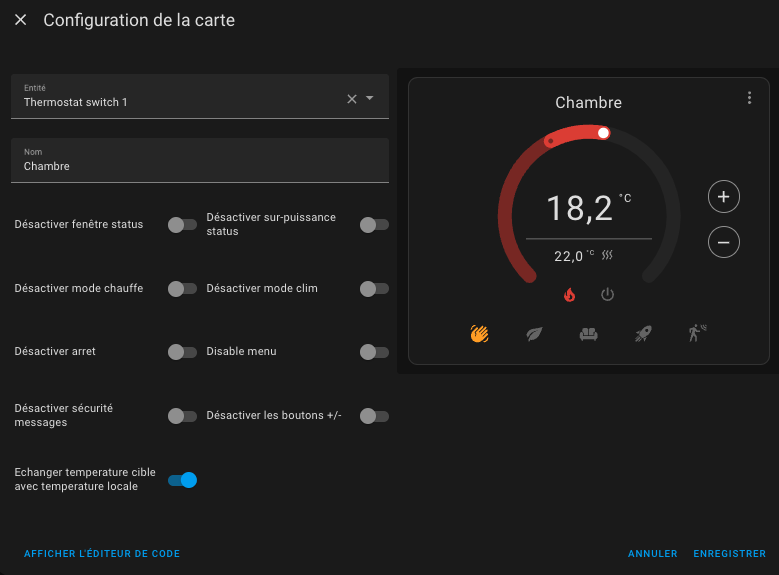 Configuration de la carte
Entité
Thermostat switch 1
Nom
Chambre
Désactiver fenêtre status
Désactiver sur-puissance
status
Désactiver mode chauffe
Désactiver mode clim
Désactiver arret
Disable menu
Désactiver sécurité
messages
Désactiver les boutons +/-
Echanger temperature cible
avec temperature locale
Chambre
18,2 °C
22,0 °C
AFFICHER L'ÉDITEUR DE CODE
ANNULER
ENREGISTRER